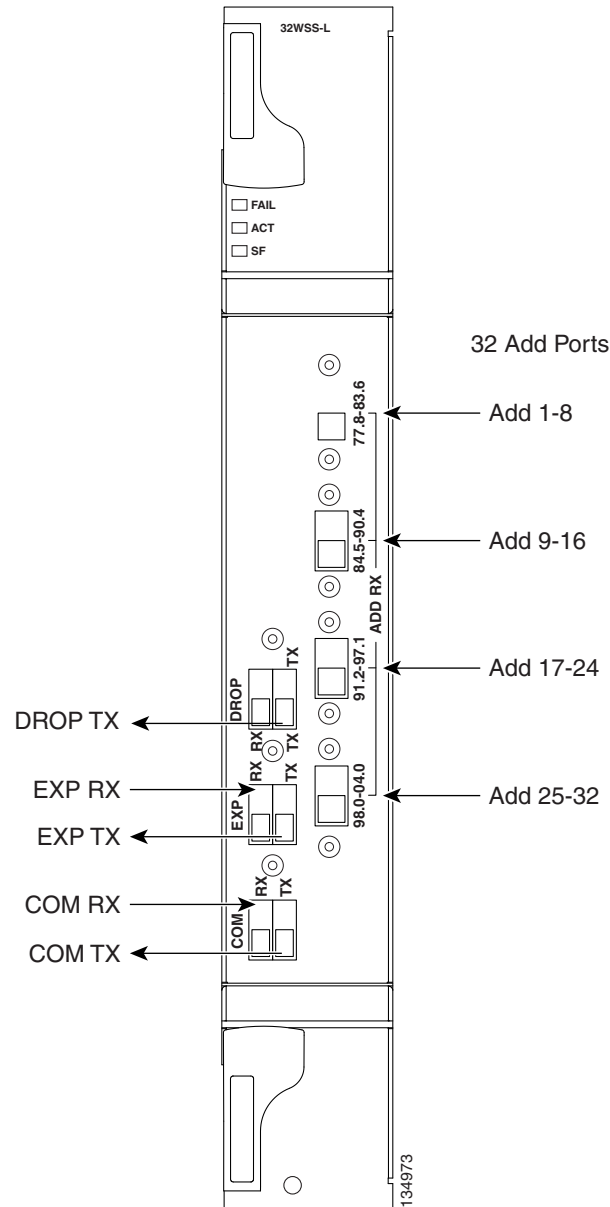 32WSS-L
FAIL
ACT
SF
32 Add Ports
77.8-83.6
Add 1-8
84.5-90.4
Add 9-16
ADD RX
TX
DROP
91.2-97.1
Add 17-24
DROP TX
RX
TX
RX
TX
EXP RX
EXP
98.0-04.0
Add 25-32
EXP TX
RX
TX
COM RX
COM
COM TX
134973